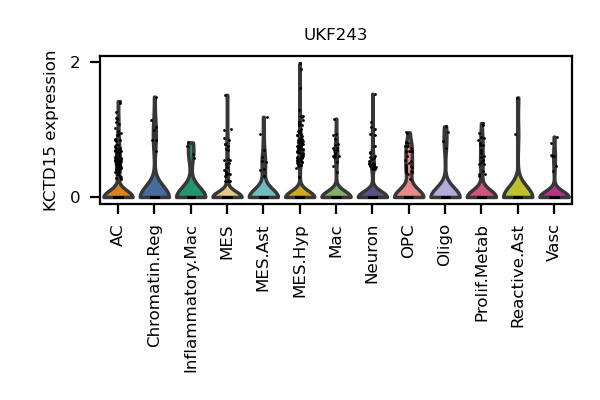 UKF243
KCTD15 expression
2
0
AC
Chromatin.Reg
Inflammatory.Mac
MES
MES.Ast
MES.Hyp
Mac
Neuron
OPC
Oligo
Prolif.Metab
Reactive.Ast
Vasc